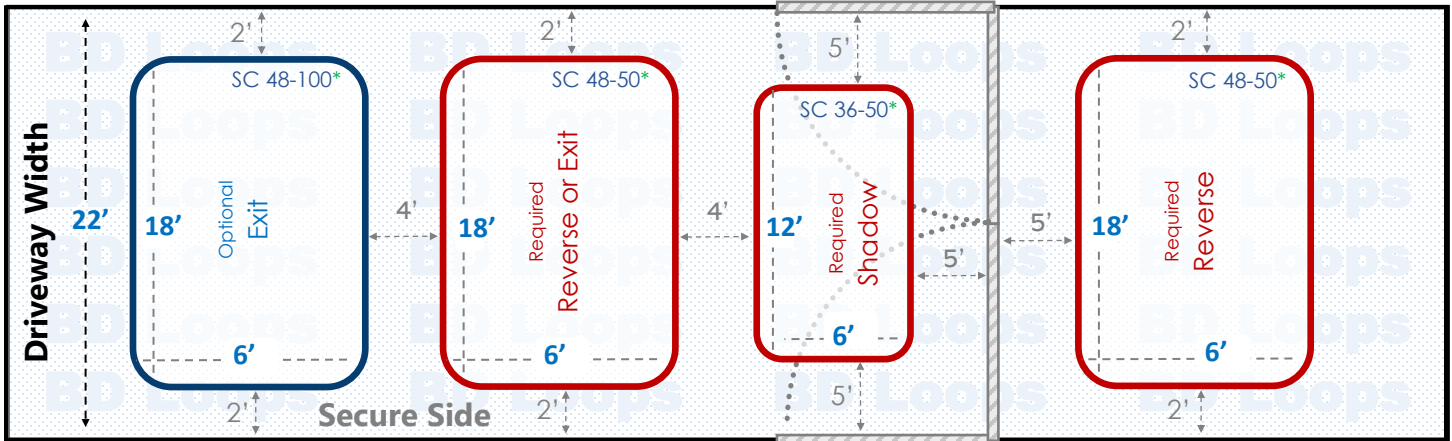 Driveway Width
22'
2'
SC 48-100*
18'
Optional
Exit
6'
2'
4'
2'
SC 48-50*
18'
Required
Reverse or Exit
6'
2'
4'
5'
SC 36-50*
12'
Required
Shadow
6'
5'
5'
5'
2'
SC 48-50*
18'
Required
Reverse
6'
2'
Secure Side
BD Loops